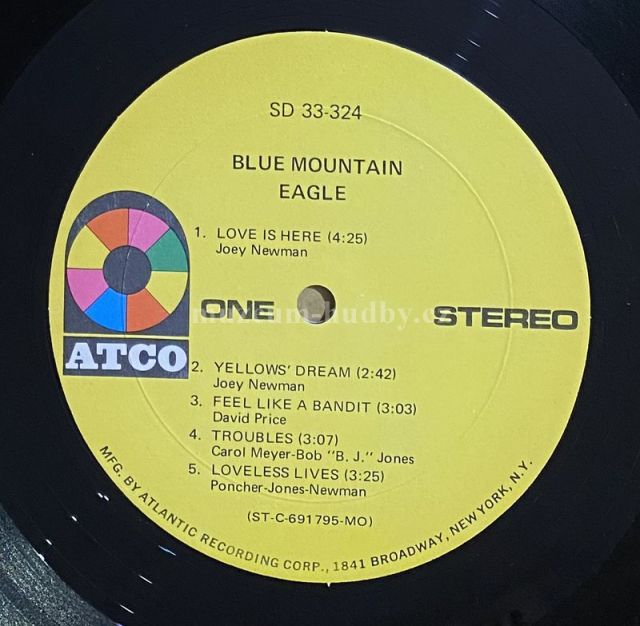 SD 33-324
BLUE MOUNTAIN
EAGLE
1. LOVE IS HERE (4:25)
Joey Newman
ONE
STEREO
ATCO
2. YELLOWS' DREAM (2:42)
Joey Newman
3. FEEL LIKE A BANDIT (3:03)
David Price
4. TROUBLES (3:07)
Carol Meyer-Bob "B. J." Jones
5. LOVELESS LIVES (3:25)
Poncher-Jones-Newman
(ST-C-691795-MO)
MFG. BY ATLANTIC RECORDING CORP., 1841 BROADWAY, NEW YORK, N.Y.